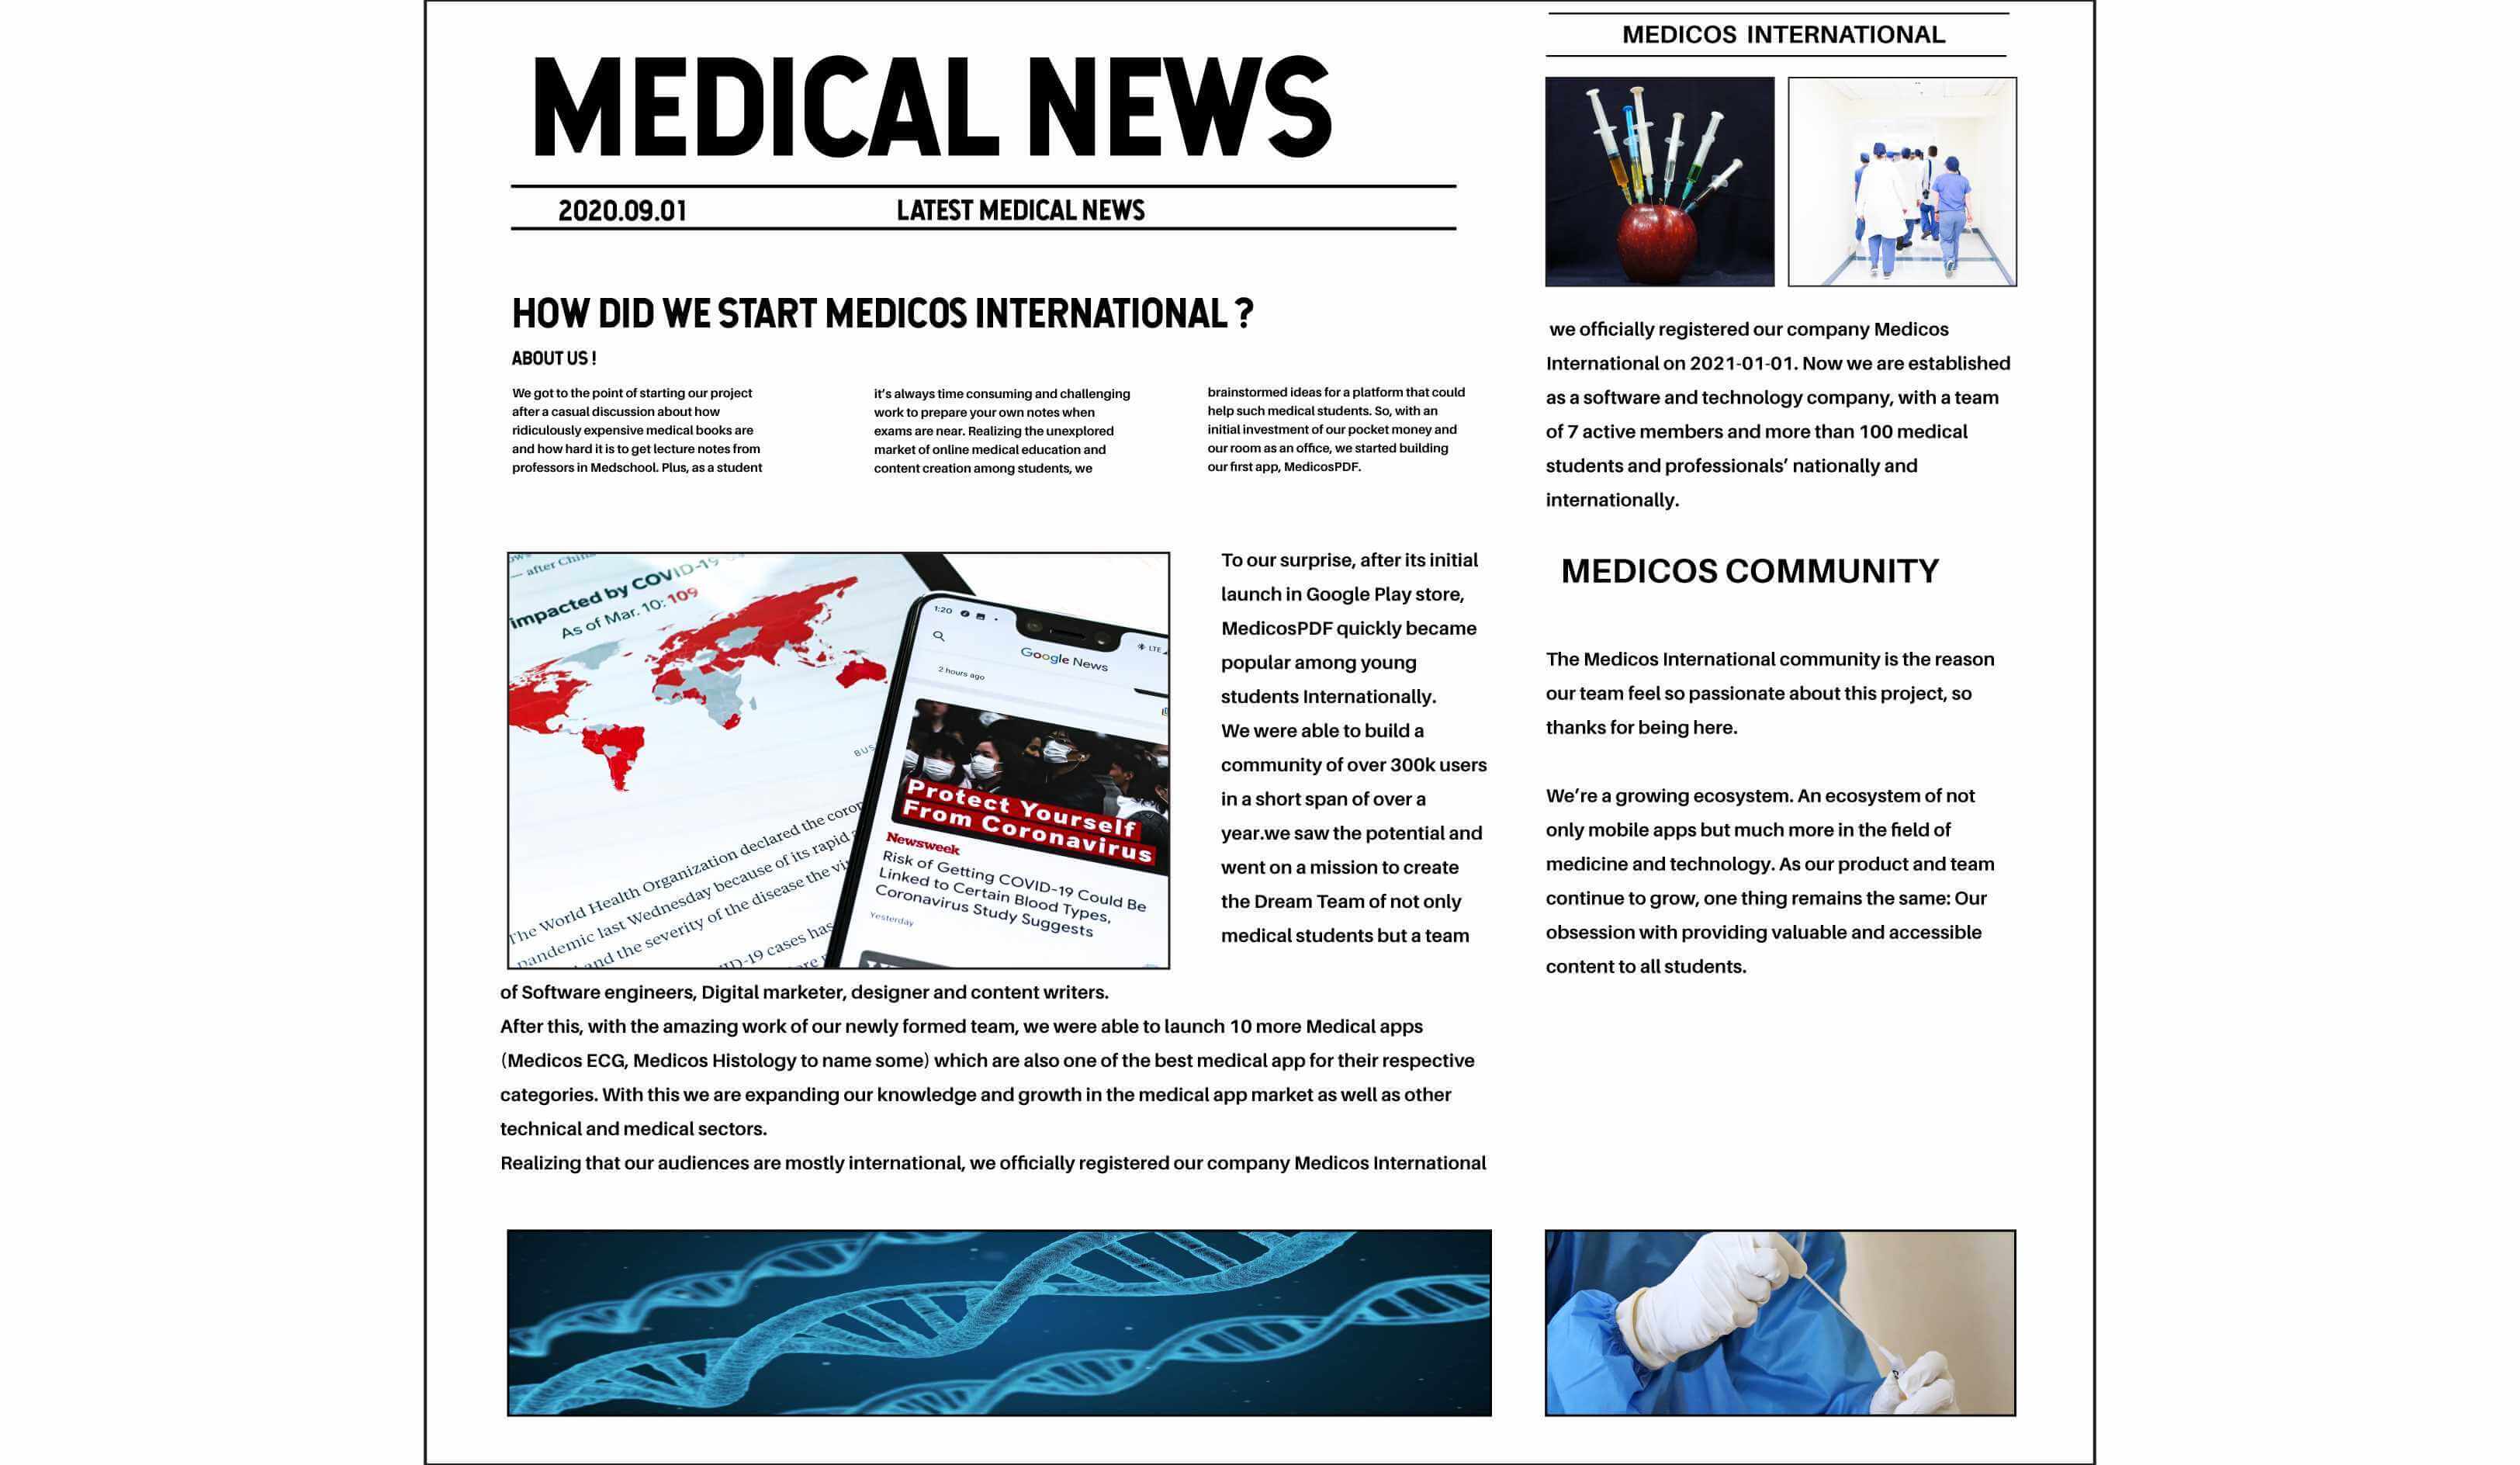 MEDICAL NEWS
2020.09.01 LATEST MEDICAL NEWS
HOW DID WE START MEDICOS INTERNATIONAL ?
ABOUT US !
We got to the point of starting our project
after a casual discussion about how
ridiculously expensive medical books are
and how hard it is to get lecture notes from
professors in Medschool. Plus, as a student
it's always time consuming and challenging
work to prepare your own notes when
exams are near. Realizing the unexplored
market of online medical education and
content creation among students, we
brainstormed ideas for a platform that could
help such medical students. So, with an
initial investment of our pocket money and
our room as an office, we started building
our first app, MedicosPDF.
— after China
impacted by COVID-19
As of Mar. 10: 109
BUS
The World Health Organization declared the coron
pandemic last Wednesday because of its rapid
and the severity of the disease the vi
ID-19 cases has
1:20
LTE
Google News
2 hours ago
Protect Yourself
From Coronavirus
Newsweek
Risk of Getting COVID-19 Could Be
Linked to Certain Blood Types,
Coronavirus Study Suggests
Yesterday
To our surprise, after its initial
launch in Google Play store,
MedicosPDF quickly became
popular among young
students Internationally.
We were able to build a
community of over 300k users
in a short span of over a
year.we saw the potential and
went on a mission to create
the Dream Team of not only
medical students but a team
of Software engineers, Digital marketer, designer and content writers.
After this, with the amazing work of our newly formed team, we were able to launch 10 more Medical apps
(Medicos ECG, Medicos Histology to name some) which are also one of the best medical app for their respective
categories. With this we are expanding our knowledge and growth in the medical app market as well as other
technical and medical sectors.
Realizing that our audiences are mostly international, we officially registered our company Medicos International
MEDICOS INTERNATIONAL
we officially registered our company Medicos
International on 2021-01-01. Now we are established
as a software and technology company, with a team
of 7 active members and more than 100 medical
students and professionals' nationally and
internationally.
MEDICOS COMMUNITY
The Medicos International community is the reason
our team feel so passionate about this project, so
thanks for being here.
We're a growing ecosystem. An ecosystem of not
only mobile apps but much more in the field of
medicine and technology. As our product and team
continue to grow, one thing remains the same: Our
obsession with providing valuable and accessible
content to all students.